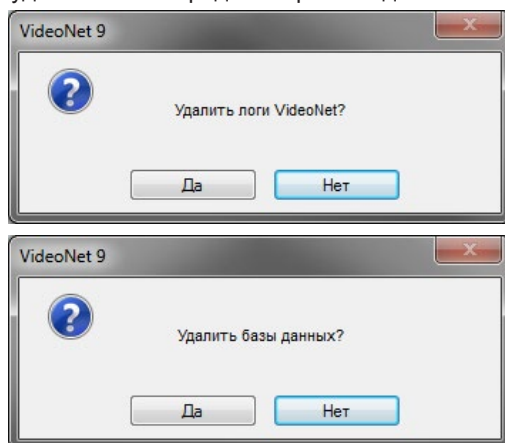 VideoNet 9
Удалить логи VideoNet?
Да Нет
VideoNet 9
Удалить базы данных?
Да Нет